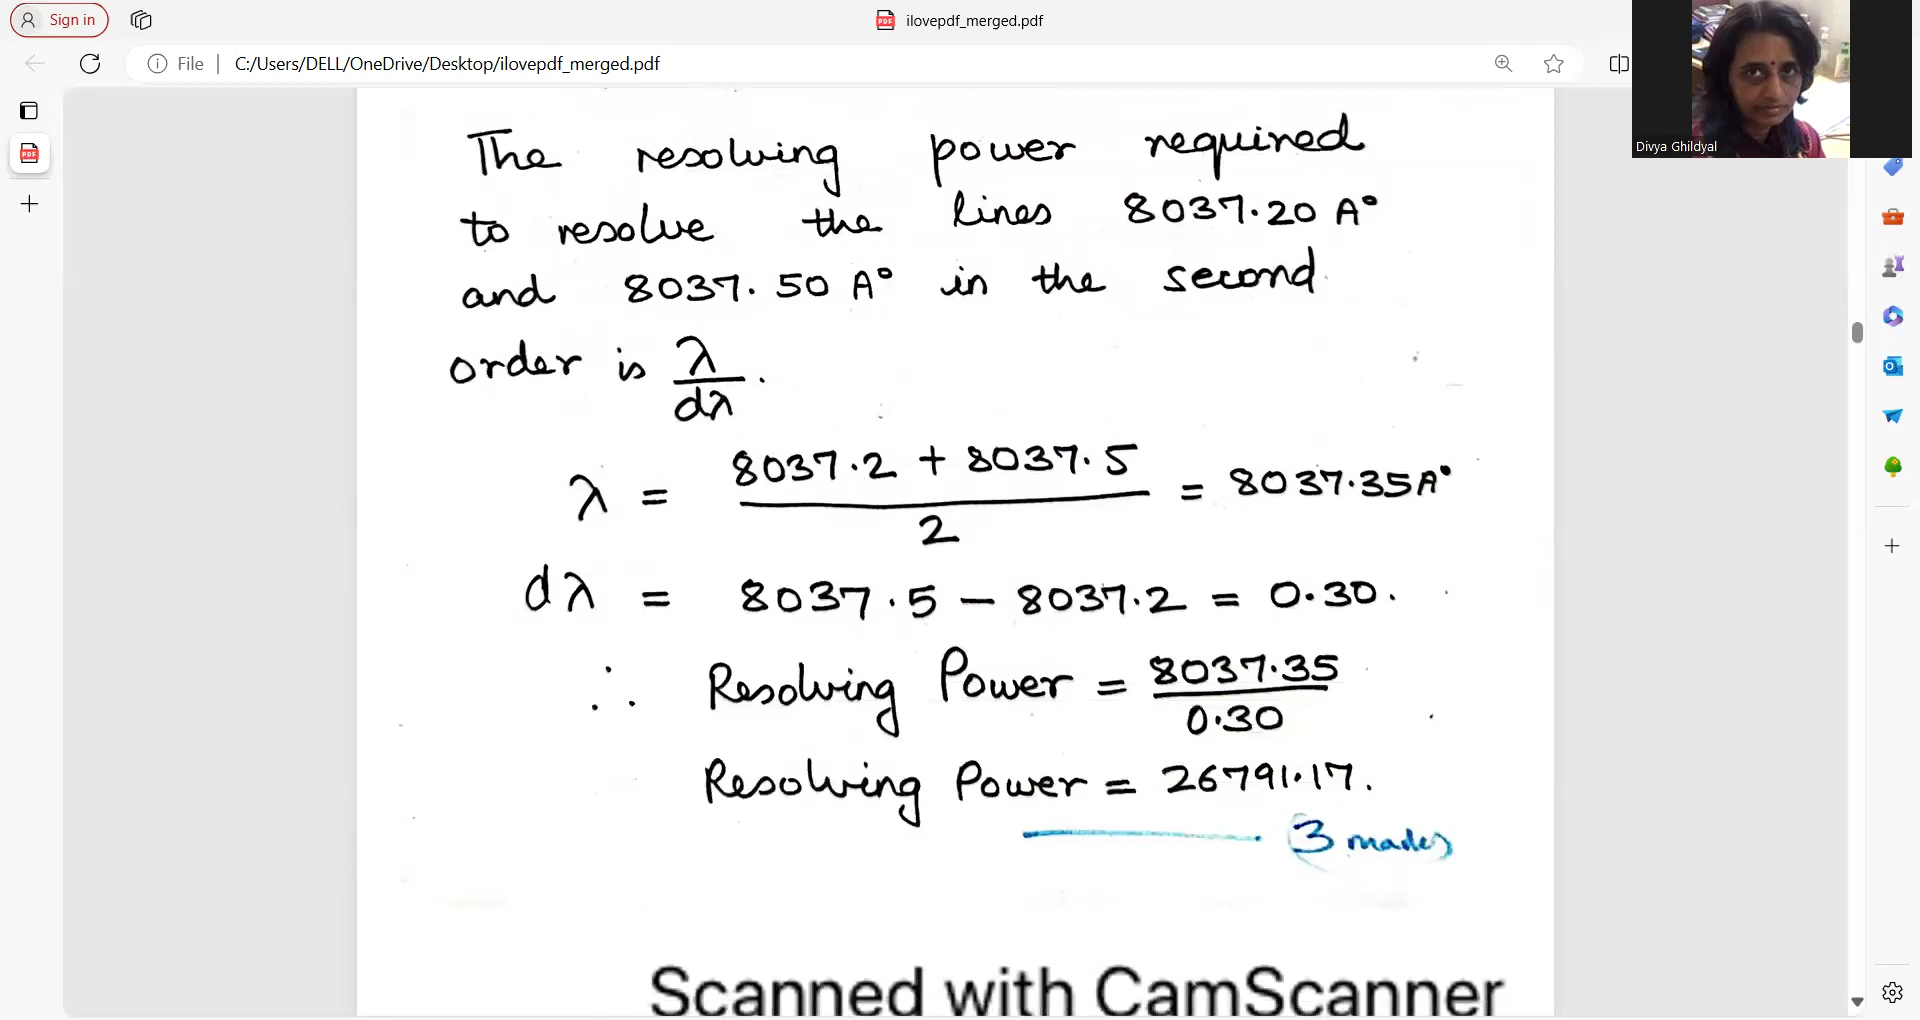 Sign in
ilovepdf_merged.pdf
File
C:/Users/DELL/OneDrive/Desktop/ilovepdf_merged.pdf
Divya Ghildyal
The resolving power required
to resolve the lines 8037.20 A°
and 8037.50 A° in the second
order is λ/dλ.
λ = 8037.2 + 8037.5 / 2 = 8037.35A°
dλ = 8037.5 - 8037.2 = 0.30.
∴ Resolving Power = 8037.35 / 0.30
Resolving Power = 26791.17.
3 marks
Scanned with CamScanner